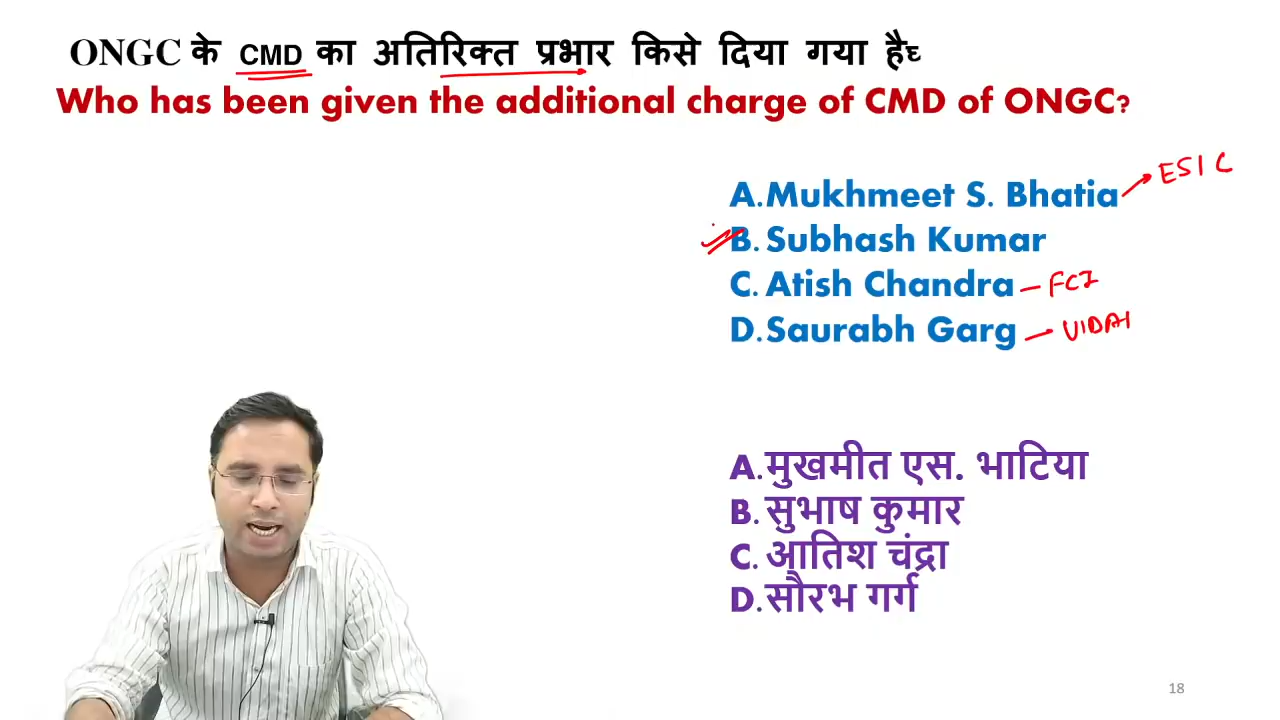 ONGC के CMD का अतिरिक्त प्रभार किसे दिया गया हैघ्
Who has been given the additional charge of CMD of ONGC?
A.Mukhmeet S. Bhatia → ESIC
B. Subhash Kumar
C. Atish Chandra – FCI
D.Saurabh Garg – UIDAI
A.मुखमीत एस. भाटिया
B. सुभाष कुमार
C. आतिश चंद्रा
D.सौरभ गर्ग
18